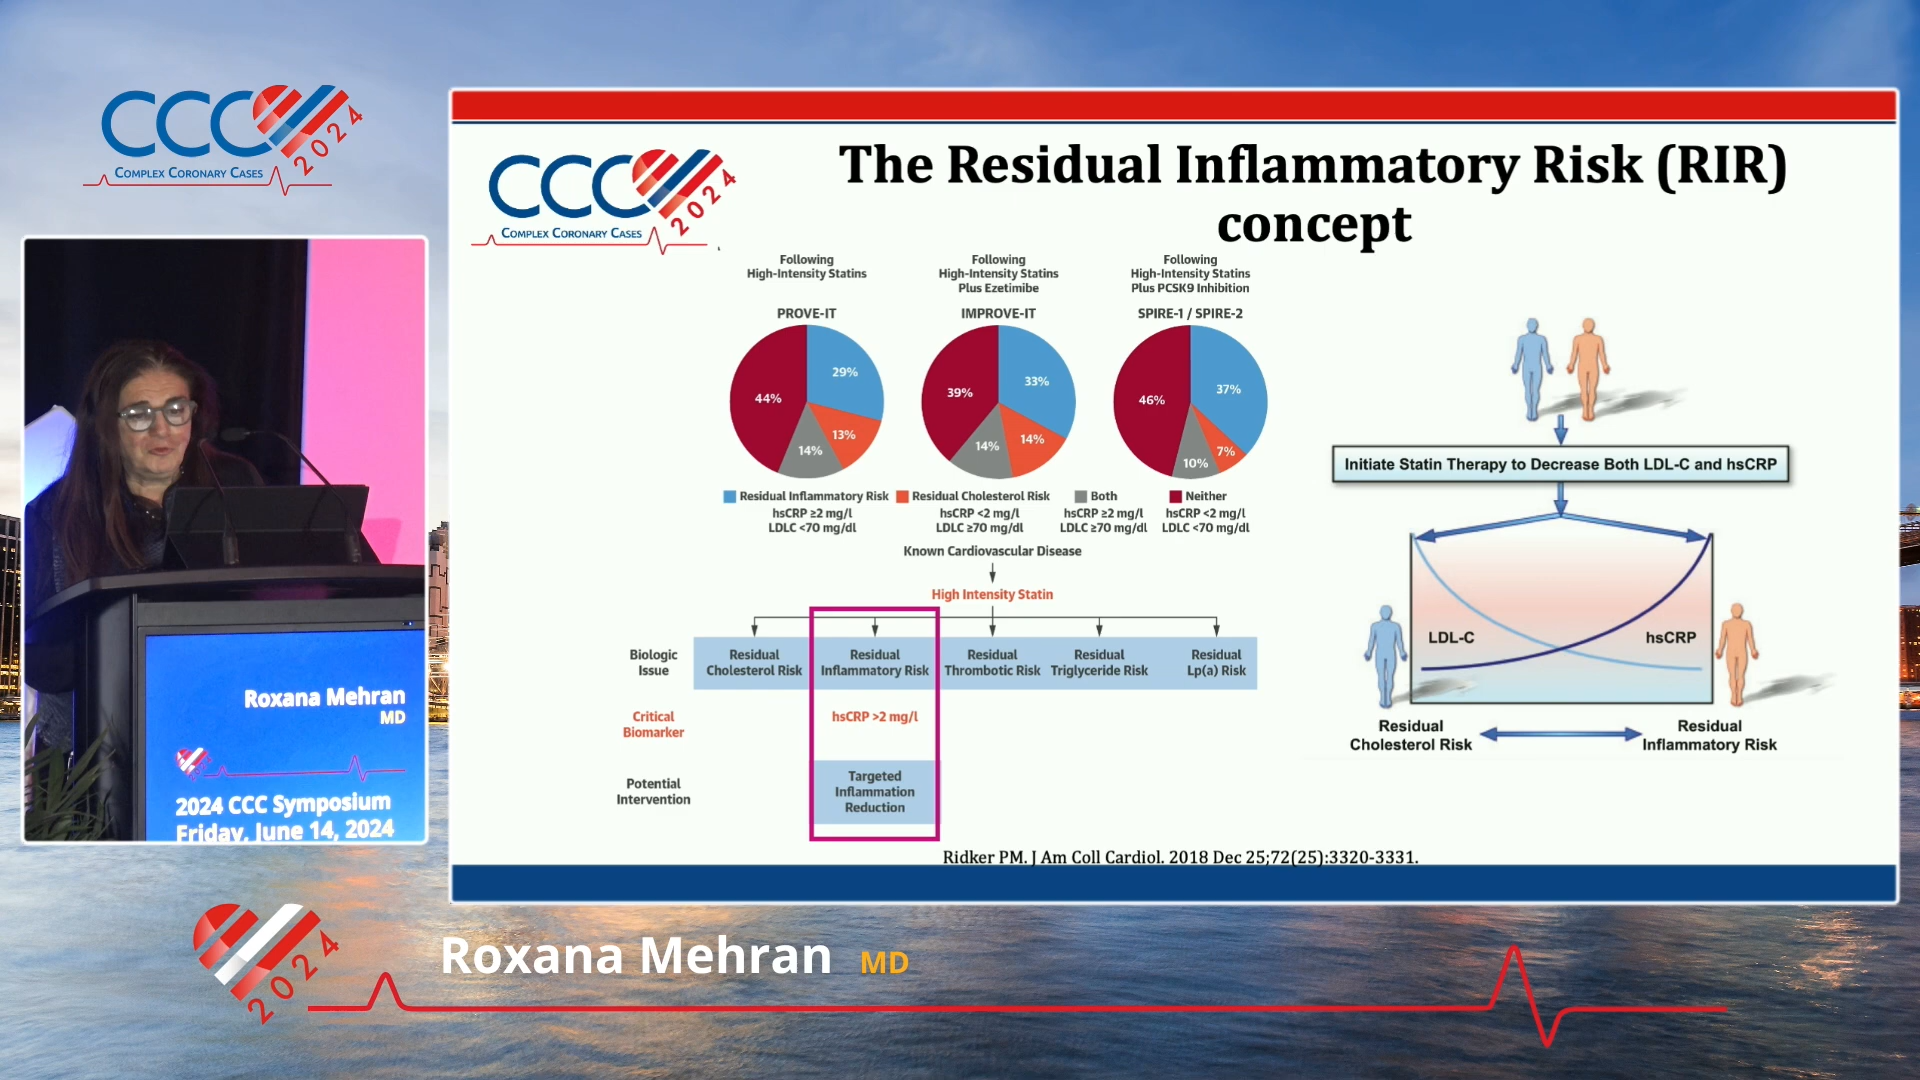 CCC
2024
COMPLEX CORONARY CASES
CCC
2024
COMPLEX CORONARY CASES
The Residual Inflammatory Risk (RIR)
concept
Following
High-Intensity Statins
PROVE-IT
44%
29%
13%
14%
Following
High-Intensity Statins
Plus Ezetimibe
IMPROVE-IT
39%
33%
14%
14%
Following
High-Intensity Statins
Plus PCSK9 Inhibition
SPIRE-1 / SPIRE-2
46%
37%
7%
10%
Residual Inflammatory Risk
hsCRP ≥2 mg/l
LDLC <70 mg/dl
Residual Cholesterol Risk
hsCRP <2 mg/l
LDLC ≥70 mg/dl
Both
hsCRP ≥2 mg/l
LDLC ≥70 mg/dl
Neither
hsCRP <2 mg/l
LDLC <70 mg/dl
Known Cardiovascular Disease
High Intensity Statin
Biologic
Issue
Residual
Cholesterol Risk
Residual
Inflammatory Risk
Residual
Thrombotic Risk
Residual
Triglyceride Risk
Residual
Lp(a) Risk
Critical
Biomarker
hsCRP >2 mg/l
Potential
Intervention
Targeted
Inflammation
Reduction
Initiate Statin Therapy to Decrease Both LDL-C and hsCRP
LDL-C
hsCRP
Residual
Cholesterol Risk
Residual
Inflammatory Risk
Ridker PM. J Am Coll Cardiol. 2018 Dec 25;72(25):3320-3331.
Roxana Mehran
MD
2024 CCC Symposium
Friday, June 14, 2024
2024
Roxana Mehran MD